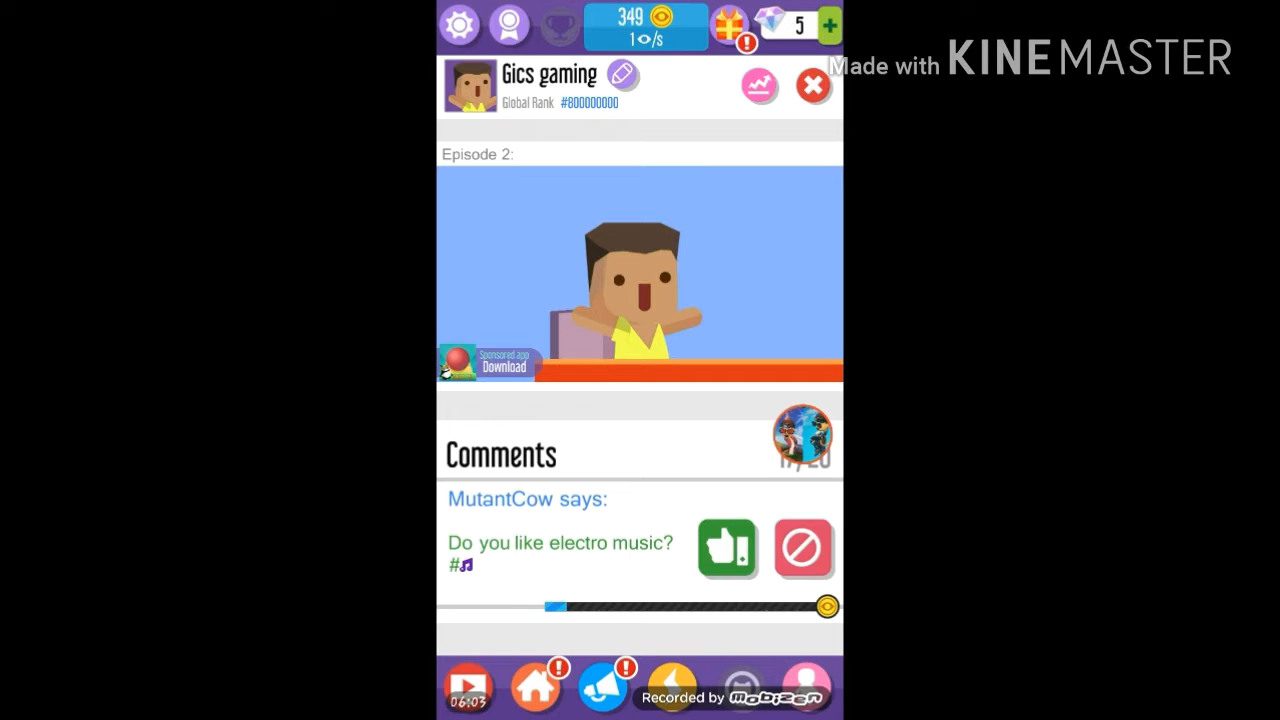 349
1/s
5
Made with KINEMASTER
Gics gaming
Global Rank #800000000
Episode 2:
Sponsored app
Download
Comments
MutantCow says:
Do you like electro music?
#🎵
06:03
Recorded by mobizen